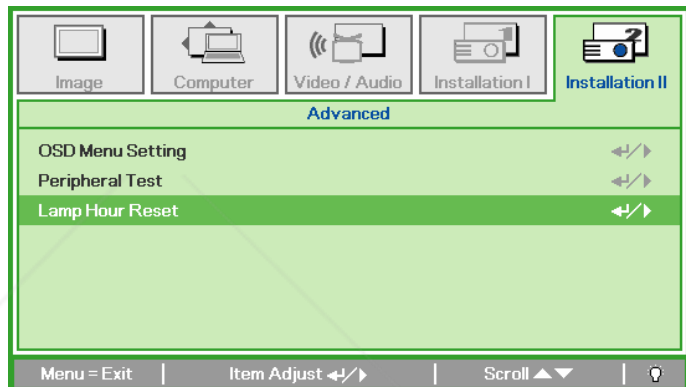 Image Computer Video / Audio Installation I Installation II
Advanced
OSD Menu Setting
Peripheral Test
Lamp Hour Reset
Menu = Exit Item Adjust Scroll